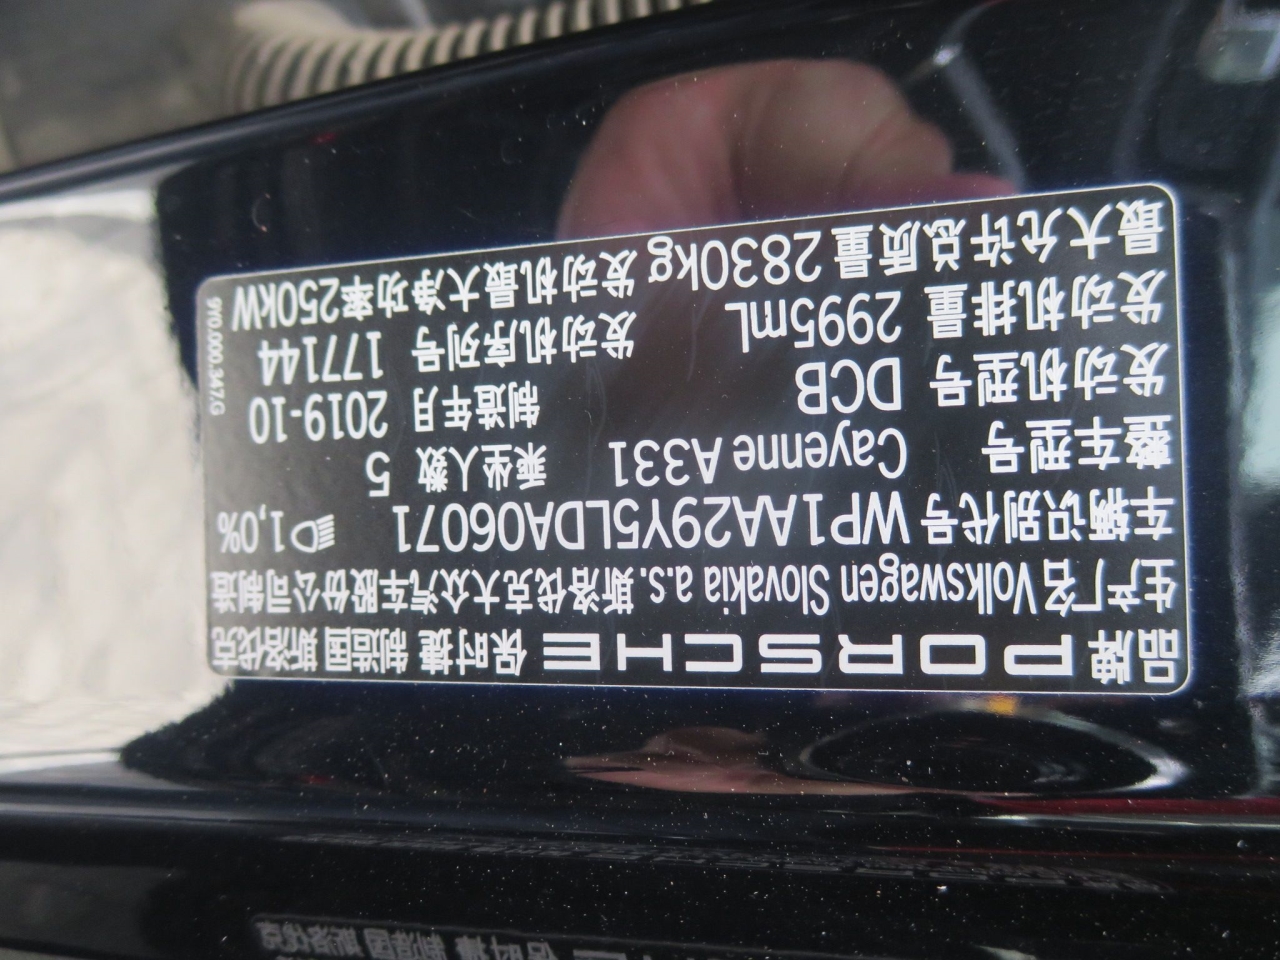 品牌 PORSCHE 保时捷 制造国 斯洛伐克
生产厂名 Volkswagen Slovakia a.s. 斯洛伐克大众汽车股份公司制造
车辆识别代号 WP1AA29Y5LDA06071 1,0%
整车型号 Cayenne A331 乘坐人数 5
发动机型号 DCB 制造年月 2019-10
发动机排量 2995mL 发动机序列号 177144
最大允许总质量 2830kg 发动机最大净功率 250kW
9Y0.000.347.G